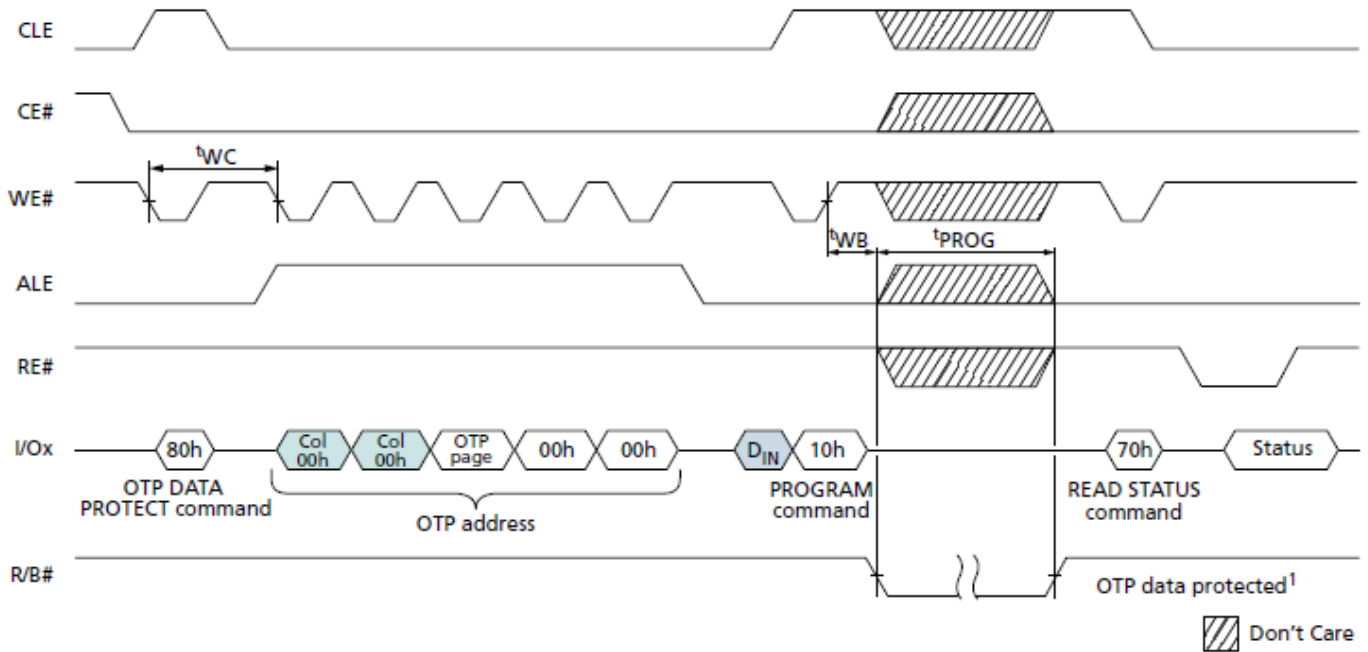 CLE
CE#
tWC
WE#
tWB
tPROG
ALE
RE#
I/Ox
80h
Col
00h
Col
00h
OTP
page
00h
00h
DIN
10h
70h
Status
OTP DATA
PROTECT command
OTP address
PROGRAM
command
READ STATUS
command
R/B#
OTP data protected1
Don't Care